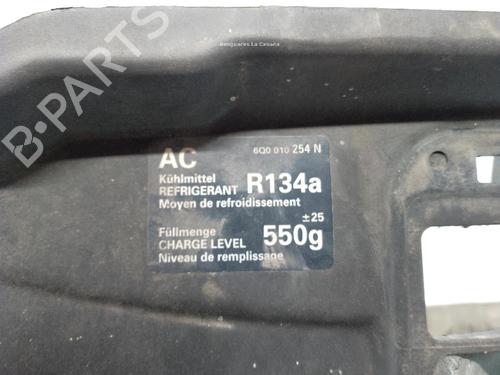 Desguaces La Cabaña
B-PARTS
AC 6Q0 010 254 N
Kühlmittel
REFRIGERANT R134a
Moyen de refroidissement
±25
Füllmenge
CHARGE LEVEL 550g
Niveau de remplissage